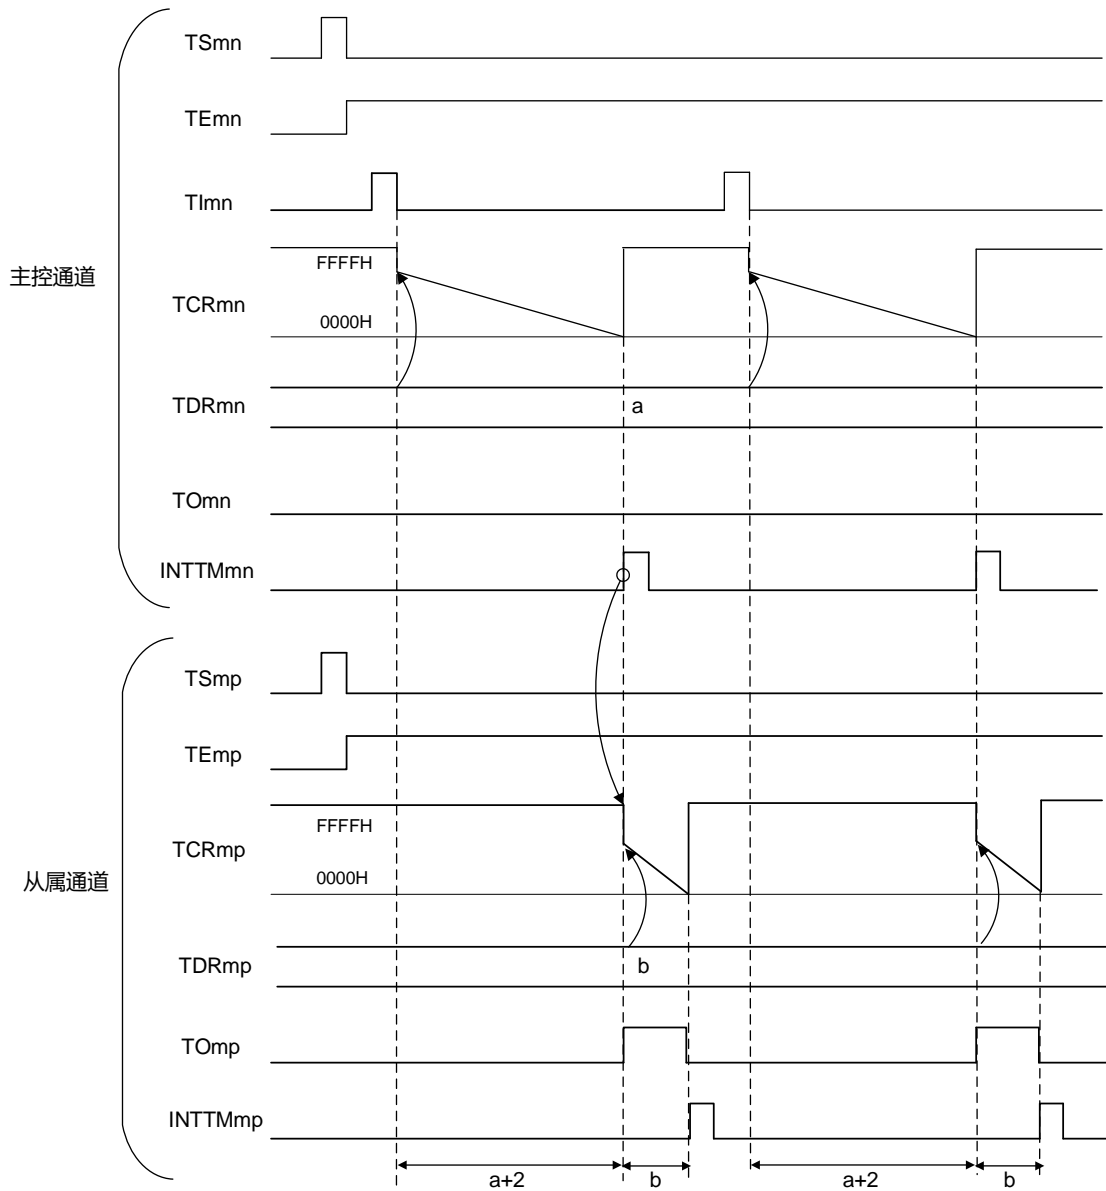 TSmn
TEmn
TImn
主控通道
FFFFH
TCRmn
0000H
TDRmn
a
TOmn
INTTMmn
TSmp
TEmp
FFFFH
TCRmp
从属通道
0000H
TDRmp
b
TOmp
INTTMmp
a+2 b a+2 b